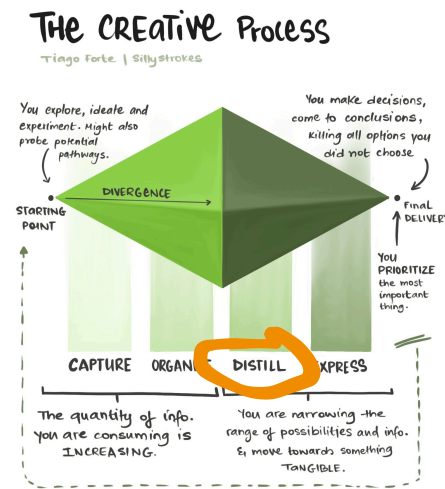 THE CREATIVE PROCESS
Tiago Forte | Sillystrokes
You explore, ideate and
experiment. Might also
probe potential
pathways.
You make decisions,
come to conclusions,
killing all options you
did not choose
DIVERGENCE
STARTING
POINT
FINAL
DELIVERY
YOU
PRIORITIZE
the most
important
thing.
CAPTURE ORGANI DISTILL XPRESS
The quantity of info.
you are consuming is
INCREASING.
You are narrowing the
range of possibilities and info.
& move towards something
TANGIBLE.